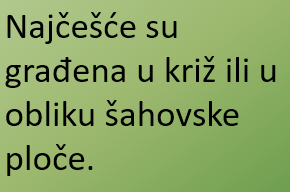 Najčešće su
građena u križ ili u
obliku šahovske
ploče.